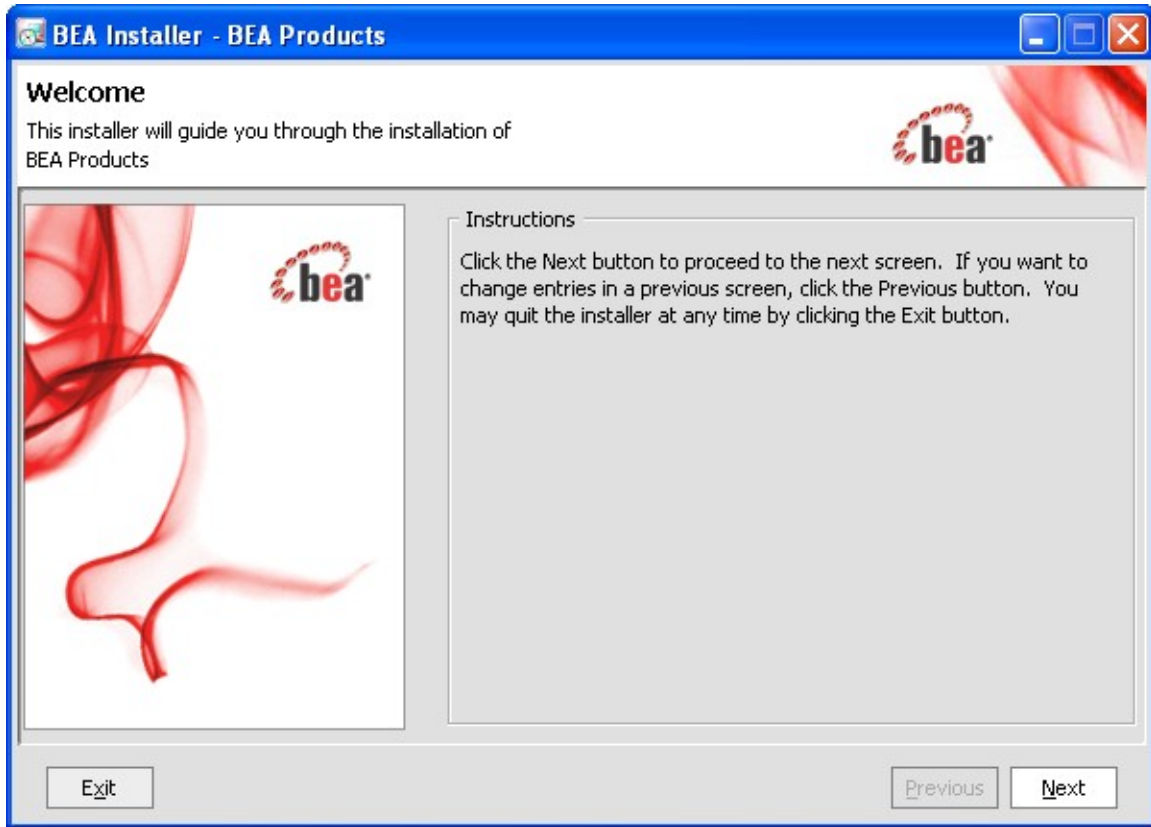 BEA Installer - BEA Products
Welcome
This installer will guide you through the installation of
BEA Products
bea
bea
Instructions
Click the Next button to proceed to the next screen.  If you want to
change entries in a previous screen, click the Previous button.  You
may quit the installer at any time by clicking the Exit button.
Exit
Previous
Next